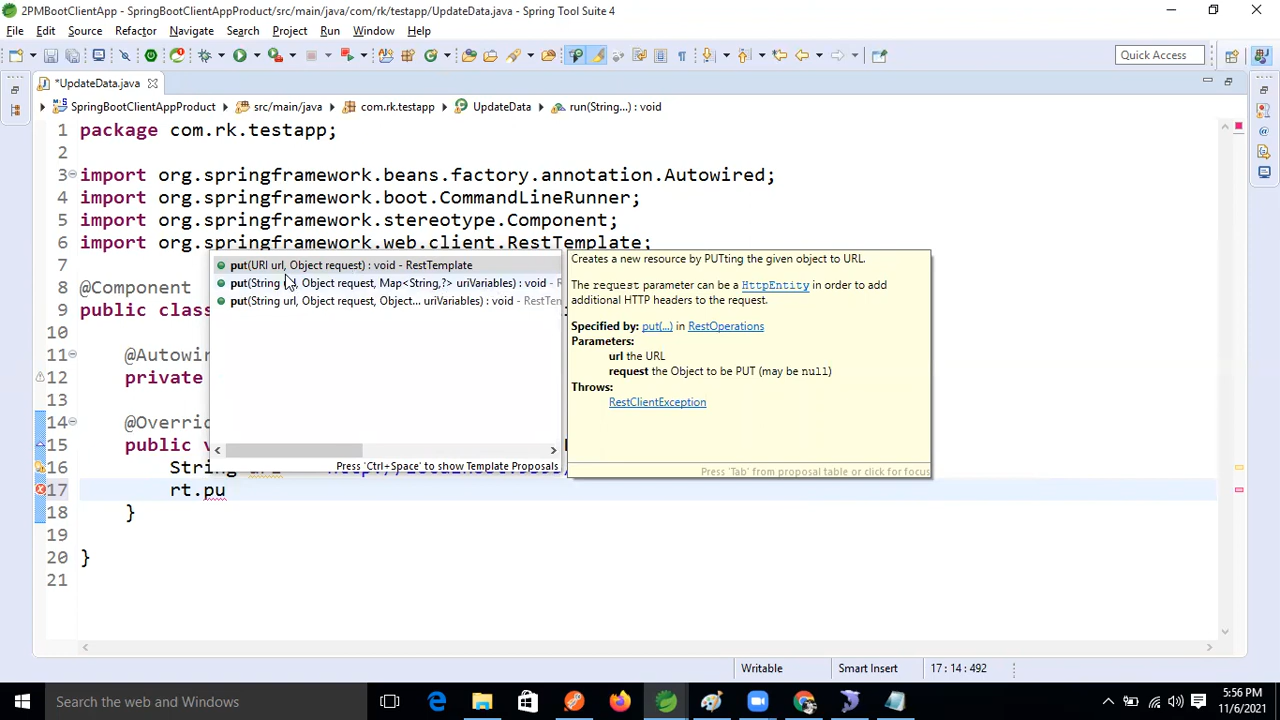 2PMBootClientApp - SpringBootClientAppProduct/src/main/java/com/rk/testapp/UpdateData.java - Spring Tool Suite 4
File Edit Source Refactor Navigate Search Project Run Window Help
Quick Access
*UpdateData.java
SpringBootClientAppProduct src/main/java com.rk.testapp UpdateData run(String...) : void
1 package com.rk.testapp;
2
3 import org.springframework.beans.factory.annotation.Autowired;
4 import org.springframework.boot.CommandLineRunner;
5 import org.springframework.stereotype.Component;
6 import org.springframework.web.client.RestTemplate;
7
8 @Component
9 public class
10
11 @Autowir
12 private
13
14 @Overri
15 public v
16 String
17 rt.pu
18 }
19
20 }
21
put(URI url, Object request) : void - RestTemplate
put(String url, Object request, Map<String,?> uriVariables) : void - R
put(String url, Object request, Object... uriVariables) : void - RestTem
Press 'Ctrl+Space' to show Template Proposals
Creates a new resource by PUTting the given object to URL.
The request parameter can be a HttpEntity in order to add
additional HTTP headers to the request.
Specified by: put(...) in RestOperations
Parameters:
url the URL
request the Object to be PUT (may be null)
Throws:
RestClientException
Press 'Tab' from proposal table or click for focus
Writable Smart Insert 17 : 14 : 492
Search the web and Windows
5:56 PM
11/6/2021